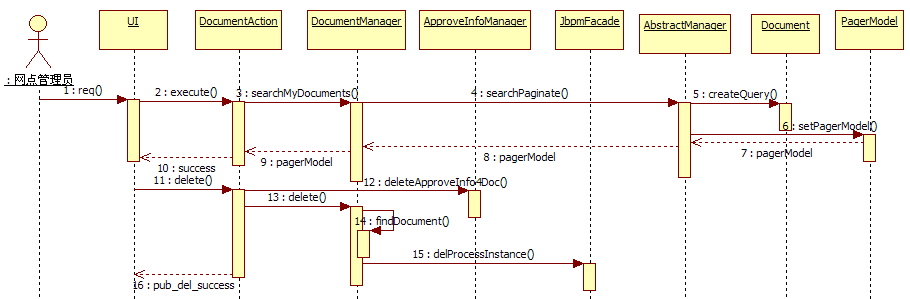 UI
DocumentAction
DocumentManager
ApproveInfoManager
JbpmFacade
AbstractManager
Document
PagerModel
: 网点管理员
1 : req()
2 : execute()
3 : searchMyDocuments()
4 : searchPaginate()
5 : createQuery()
6 : setPagerModel()
7 : pagerModel
8 : pagerModel
9 : pagerModel
10 : success
11 : delete()
12 : deleteApproveInfo4Doc()
13 : delete()
14 : findDocument()
15 : delProcessInstance()
16 : pub_del_success